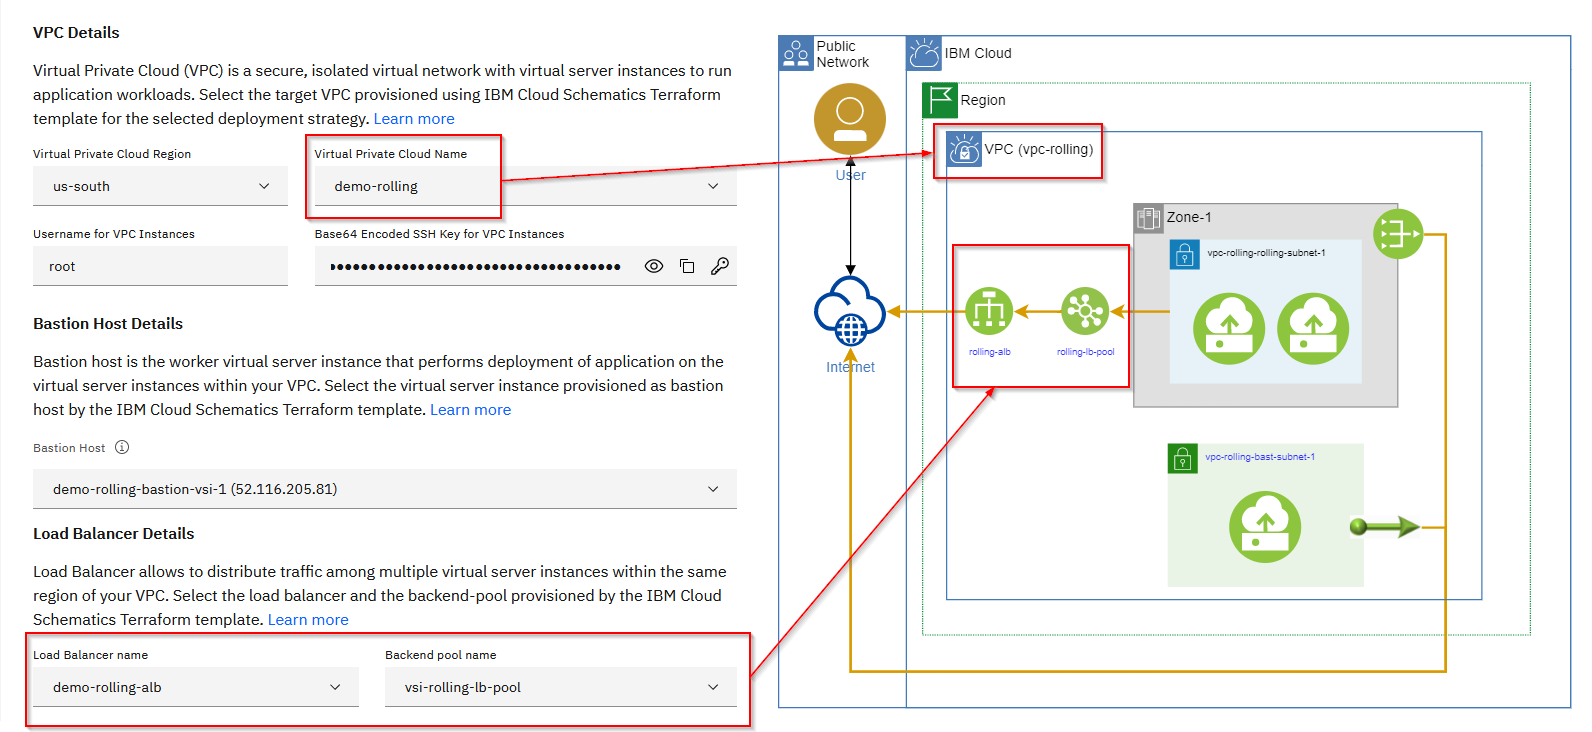 VPC Details
Virtual Private Cloud (VPC) is a secure, isolated virtual network with virtual server instances to run
application workloads. Select the target VPC provisioned using IBM Cloud Schematics Terraform
template for the selected deployment strategy. Learn more
Virtual Private Cloud Region
Virtual Private Cloud Name
us-south
demo-rolling
Username for VPC Instances
Base64 Encoded SSH Key for VPC Instances
root
Bastion Host Details
Bastion host is the worker virtual server instance that performs deployment of application on the
virtual server instances within your VPC. Select the virtual server instance provisioned as bastion
host by the IBM Cloud Schematics Terraform template. Learn more
Bastion Host
demo-rolling-bastion-vsi-1 (52.116.205.81)
Load Balancer Details
Load Balancer allows to distribute traffic among multiple virtual server instances within the same
region of your VPC. Select the load balancer and the backend-pool provisioned by the IBM Cloud
Schematics Terraform template. Learn more
Load Balancer name
Backend pool name
demo-rolling-alb
vsi-rolling-lb-pool
Public
Network
IBM Cloud
Region
VPC (vpc-rolling)
User
Zone-1
vpc-rolling-rolling-subnet-1
rolling-alb
rolling-lb-pool
Internet
vpc-rolling-bast-subnet-1